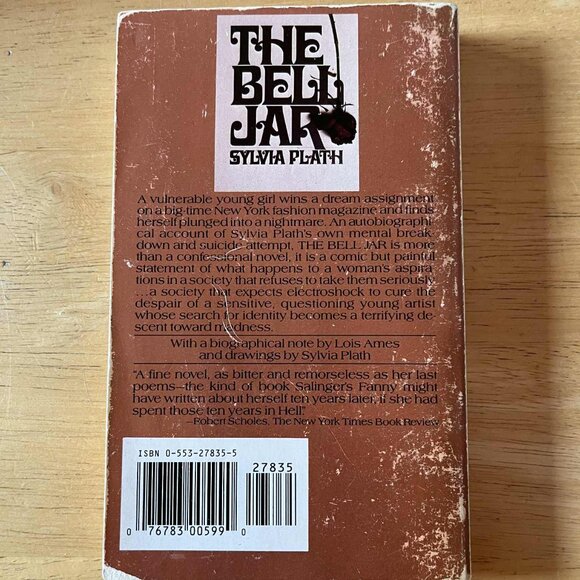 THE
BELL
JAR
SYLVIA PLATH
A vulnerable young girl wins a dream assignment
on a big-time New York fashion magazine and finds
herself plunged into a nightmare. An autobiographi-
cal account of Sylvia Plath's own mental break-
down and suicide attempt, THE BELL JAR is more
than a confessional novel, it is a comic but painful
statement of what happens to a woman's aspira-
tions in a society that refuses to take them seriously
. . . a society that expects electroshock to cure the
despair of a sensitive, questioning young artist
whose search for identity becomes a terrifying de-
scent toward madness.
With a biographical note by Lois Ames
and drawings by Sylvia Plath
"A fine novel, as bitter and remorseless as her last
poems—the kind of book Salinger's Fanny might
have written about herself ten years later, if she had
spent those ten years in Hell."
—Robert Scholes, The New York Times Book Review
ISBN 0-553-27835-5
27835
0 76783 00599 0